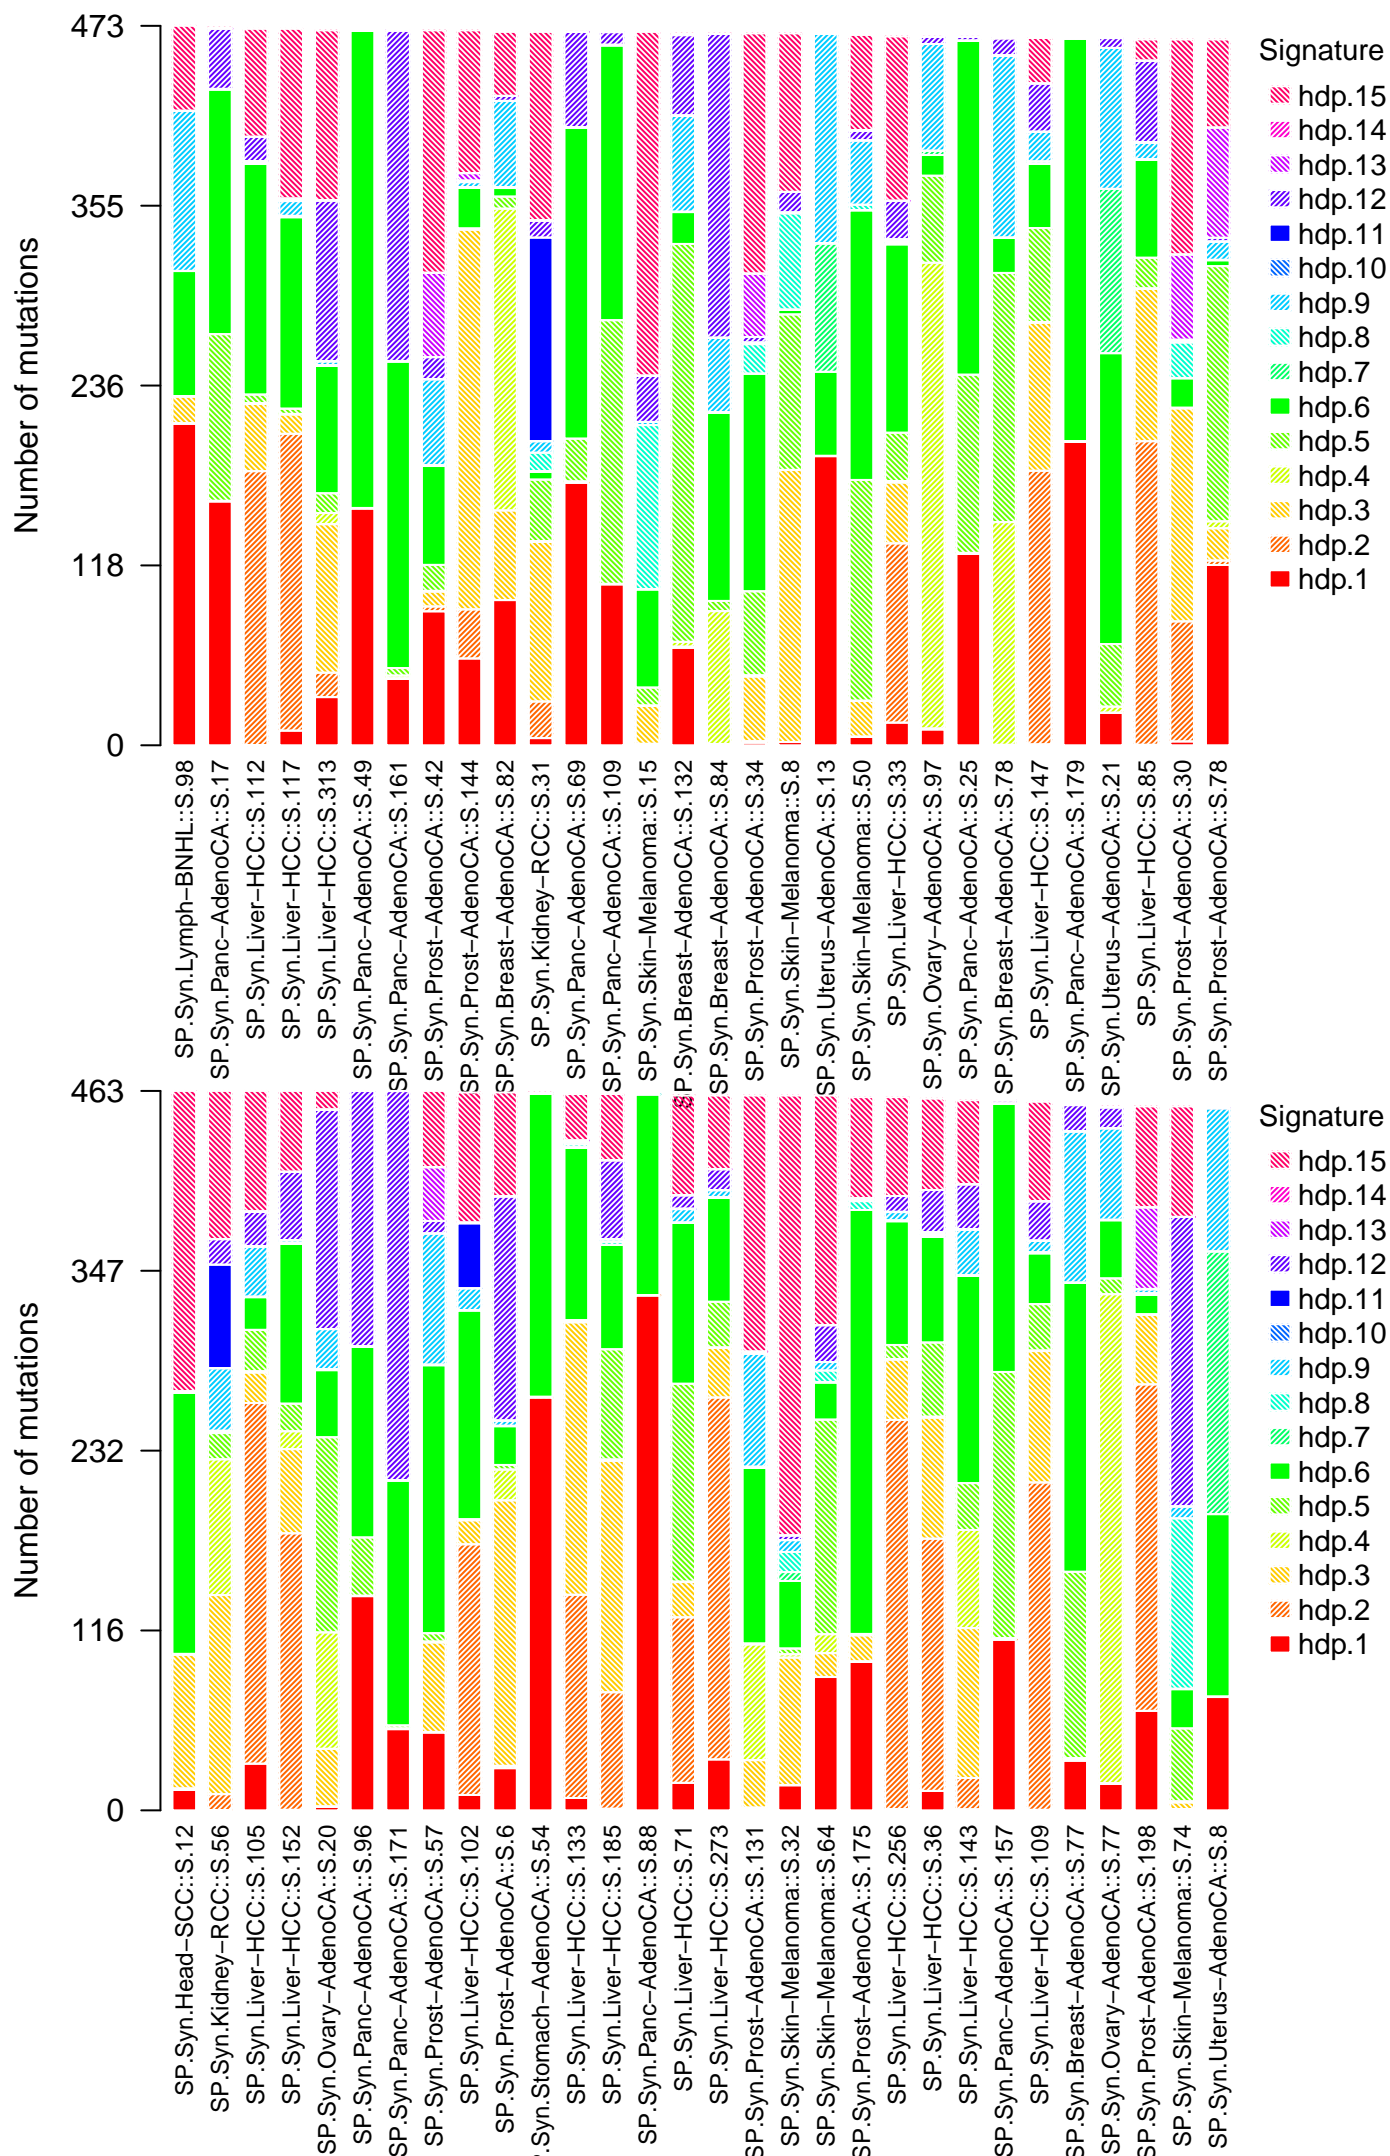 Number of mutations
473
355
236
118
0
Signature
hdp.15
hdp.14
hdp.13
hdp.12
hdp.11
hdp.10
hdp.9
hdp.8
hdp.7
hdp.6
hdp.5
hdp.4
hdp.3
hdp.2
hdp.1
SP.Syn.Lymph−BNHL::S.98
SP.Syn.Panc−AdenoCA::S.17
SP.Syn.Liver−HCC::S.112
SP.Syn.Liver−HCC::S.117
SP.Syn.Liver−HCC::S.313
SP.Syn.Panc−AdenoCA::S.49
SP.Syn.Panc−AdenoCA::S.161
SP.Syn.Prost−AdenoCA::S.42
SP.Syn.Prost−AdenoCA::S.144
SP.Syn.Breast−AdenoCA::S.82
SP.Syn.Kidney−RCC::S.31
SP.Syn.Panc−AdenoCA::S.69
SP.Syn.Panc−AdenoCA::S.109
SP.Syn.Skin−Melanoma::S.15
SP.Syn.Breast−AdenoCA::S.132
SP.Syn.Breast−AdenoCA::S.84
SP.Syn.Prost−AdenoCA::S.34
SP.Syn.Skin−Melanoma::S.8
SP.Syn.Uterus−AdenoCA::S.13
SP.Syn.Skin−Melanoma::S.50
SP.Syn.Liver−HCC::S.33
SP.Syn.Ovary−AdenoCA::S.97
SP.Syn.Panc−AdenoCA::S.25
SP.Syn.Breast−AdenoCA::S.78
SP.Syn.Liver−HCC::S.147
SP.Syn.Panc−AdenoCA::S.179
SP.Syn.Uterus−AdenoCA::S.21
SP.Syn.Liver−HCC::S.85
SP.Syn.Prost−AdenoCA::S.30
SP.Syn.Prost−AdenoCA::S.78
Number of mutations
463
347
232
116
0
Signature
hdp.15
hdp.14
hdp.13
hdp.12
hdp.11
hdp.10
hdp.9
hdp.8
hdp.7
hdp.6
hdp.5
hdp.4
hdp.3
hdp.2
hdp.1
SP.Syn.Head−SCC::S.12
SP.Syn.Kidney−RCC::S.56
SP.Syn.Liver−HCC::S.105
SP.Syn.Liver−HCC::S.152
SP.Syn.Ovary−AdenoCA::S.20
SP.Syn.Panc−AdenoCA::S.96
SP.Syn.Panc−AdenoCA::S.171
SP.Syn.Prost−AdenoCA::S.57
SP.Syn.Liver−HCC::S.102
SP.Syn.Prost−AdenoCA::S.6
.Syn.Stomach−AdenoCA::S.54
SP.Syn.Liver−HCC::S.133
SP.Syn.Liver−HCC::S.185
SP.Syn.Panc−AdenoCA::S.88
SP.Syn.Liver−HCC::S.71
SP.Syn.Liver−HCC::S.273
SP.Syn.Prost−AdenoCA::S.131
SP.Syn.Skin−Melanoma::S.32
SP.Syn.Skin−Melanoma::S.64
SP.Syn.Prost−AdenoCA::S.175
SP.Syn.Liver−HCC::S.256
SP.Syn.Liver−HCC::S.36
SP.Syn.Liver−HCC::S.143
SP.Syn.Panc−AdenoCA::S.157
SP.Syn.Liver−HCC::S.109
SP.Syn.Breast−AdenoCA::S.77
SP.Syn.Ovary−AdenoCA::S.77
SP.Syn.Prost−AdenoCA::S.198
SP.Syn.Skin−Melanoma::S.74
SP.Syn.Uterus−AdenoCA::S.8